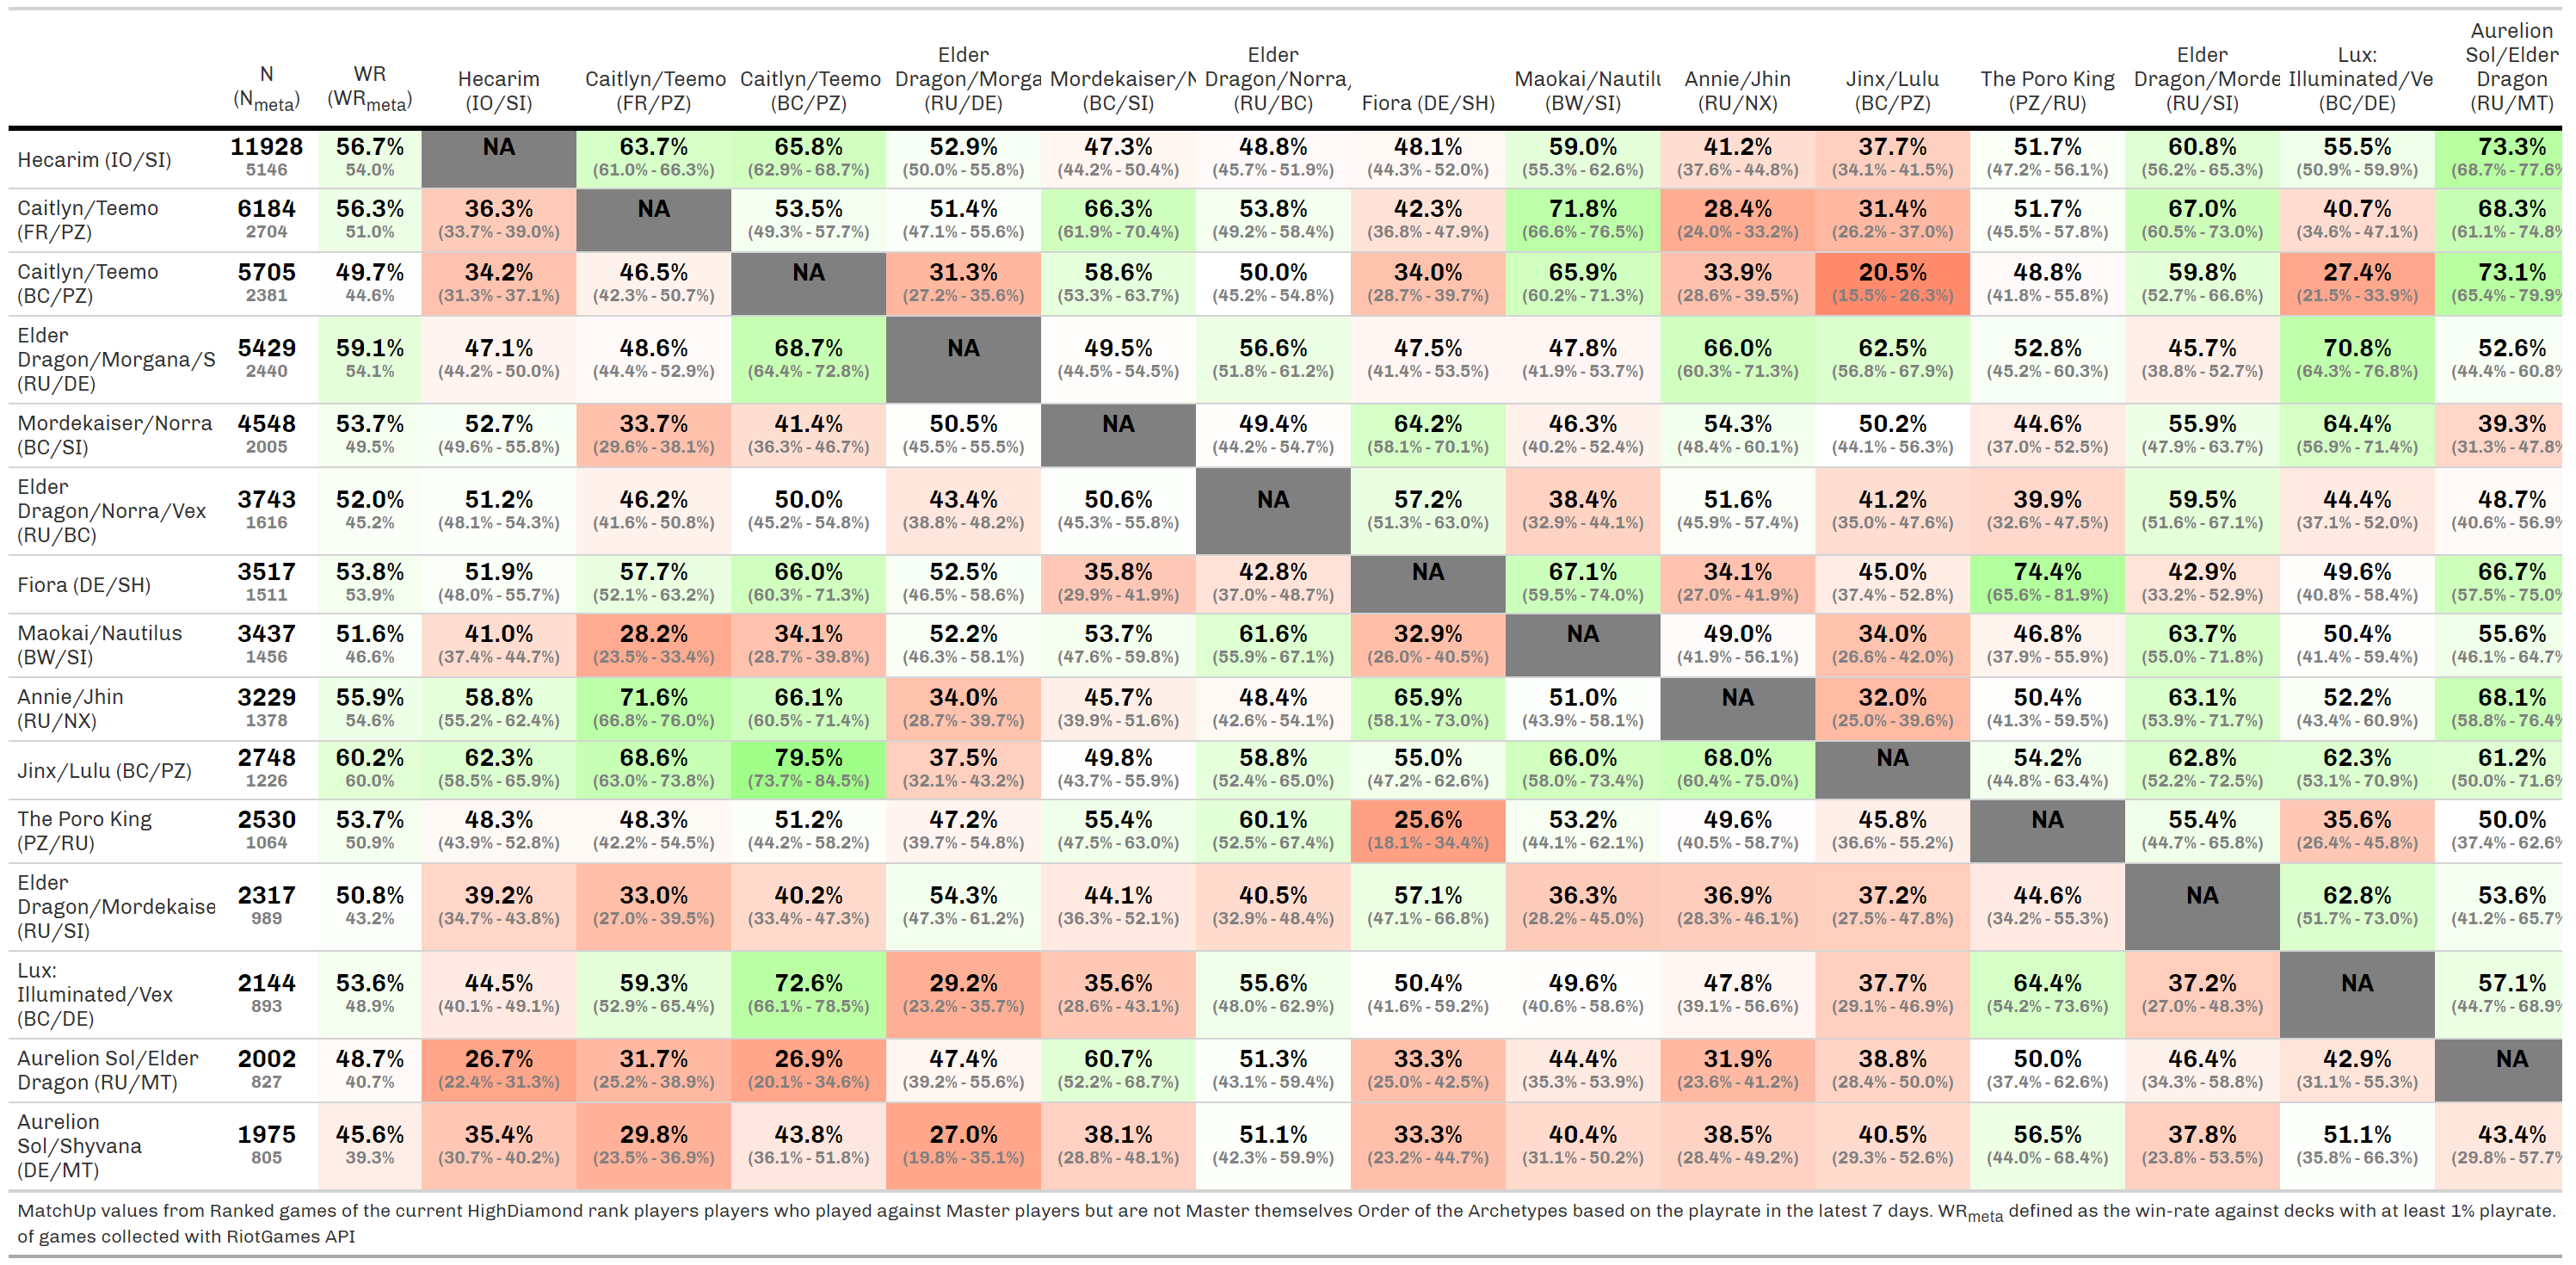 N (N_meta) WR (WR_meta) Hecarim (IO/SI) Caitlyn/Teemo (FR/PZ) Caitlyn/Teemo (BC/PZ) Elder Dragon/Morga (RU/DE) Mordekaiser/N (BC/SI) Elder Dragon/Norra/ (RU/BC) Fiora (DE/SH) Maokai/Nautilu (BW/SI) Annie/Jhin (RU/NX) Jinx/Lulu (BC/PZ) The Poro King (PZ/RU) Elder Dragon/Morde (RU/SI) Lux: Illuminated/Ve (BC/DE) Aurelion Sol/Elder Dragon (RU/MT)
Hecarim (IO/SI) 11928 56.7% NA 63.7% 65.8% 52.9% 47.3% 48.8% 48.1% 59.0% 41.2% 37.7% 51.7% 60.8% 55.5% 73.3%
5146 54.0% (61.0% - 66.3%) (62.9% - 68.7%) (50.0% - 55.8%) (44.2% - 50.4%) (45.7% - 51.9%) (44.3% - 52.0%) (55.3% - 62.6%) (37.6% - 44.8%) (34.1% - 41.5%) (47.2% - 56.1%) (56.2% - 65.3%) (50.9% - 59.9%) (68.7% - 77.6%
Caitlyn/Teemo 6184 56.3% 36.3% NA 53.5% 51.4% 66.3% 53.8% 42.3% 71.8% 28.4% 31.4% 51.7% 67.0% 40.7% 68.3%
(FR/PZ) 2704 51.0% (33.7% - 39.0%) (49.3% - 57.7%) (47.1% - 55.6%) (61.9% - 70.4%) (49.2% - 58.4%) (36.8% - 47.9%) (66.6% - 76.5%) (24.0% - 33.2%) (26.2% - 37.0%) (45.5% - 57.8%) (60.5% - 73.0%) (34.6% - 47.1%) (61.1% - 74.8%
Caitlyn/Teemo 5705 49.7% 34.2% 46.5% NA 31.3% 58.6% 50.0% 34.0% 65.9% 33.9% 20.5% 48.8% 59.8% 27.4% 73.1%
(BC/PZ) 2381 44.6% (31.3% - 37.1%) (42.3% - 50.7%) (27.2% - 35.6%) (53.3% - 63.7%) (45.2% - 54.8%) (28.7% - 39.7%) (60.2% - 71.3%) (28.6% - 39.5%) (15.5% - 26.3%) (41.8% - 55.8%) (52.7% - 66.6%) (21.5% - 33.9%) (65.4% - 79.9%
Elder
Dragon/Morgana/S 5429 59.1% 47.1% 48.6% 68.7% NA 49.5% 56.6% 47.5% 47.8% 66.0% 62.5% 52.8% 45.7% 70.8% 52.6%
(RU/DE) 2440 54.1% (44.2% - 50.0%) (44.4% - 52.9%) (64.4% - 72.8%) (44.5% - 54.5%) (51.8% - 61.2%) (41.4% - 53.5%) (41.9% - 53.7%) (60.3% - 71.3%) (56.8% - 67.9%) (45.2% - 60.3%) (38.8% - 52.7%) (64.3% - 76.8%) (44.4% - 60.8%
Mordekaiser/Norra 4548 53.7% 52.7% 33.7% 41.4% 50.5% NA 49.4% 64.2% 46.3% 54.3% 50.2% 44.6% 55.9% 64.4% 39.3%
(BC/SI) 2005 49.5% (49.6% - 55.8%) (29.6% - 38.1%) (36.3% - 46.7%) (45.5% - 55.5%) (44.2% - 54.7%) (58.1% - 70.1%) (40.2% - 52.4%) (48.4% - 60.1%) (44.1% - 56.3%) (37.0% - 52.5%) (47.9% - 63.7%) (56.9% - 71.4%) (31.3% - 47.8%
Elder
Dragon/Norra/Vex 3743 52.0% 51.2% 46.2% 50.0% 43.4% 50.6% NA 57.2% 38.4% 51.6% 41.2% 39.9% 59.5% 44.4% 48.7%
(RU/BC) 1616 45.2% (48.1% - 54.3%) (41.6% - 50.8%) (45.2% - 54.8%) (38.8% - 48.2%) (45.3% - 55.8%) (51.3% - 63.0%) (32.9% - 44.1%) (45.9% - 57.4%) (35.0% - 47.6%) (32.6% - 47.5%) (51.6% - 67.1%) (37.1% - 52.0%) (40.6% - 56.9%
Fiora (DE/SH) 3517 53.8% 51.9% 57.7% 66.0% 52.5% 35.8% 42.8% NA 67.1% 34.1% 45.0% 74.4% 42.9% 49.6% 66.7%
1511 53.9% (48.0% - 55.7%) (52.1% - 63.2%) (60.3% - 71.3%) (46.5% - 58.6%) (29.9% - 41.9%) (37.0% - 48.7%) (59.5% - 74.0%) (27.0% - 41.9%) (37.4% - 52.8%) (65.6% - 81.9%) (33.2% - 52.9%) (40.8% - 58.4%) (57.5% - 75.0%
Maokai/Nautilus 3437 51.6% 41.0% 28.2% 34.1% 52.2% 53.7% 61.6% 32.9% NA 49.0% 34.0% 46.8% 63.7% 50.4% 55.6%
(BW/SI) 1456 46.6% (37.4% - 44.7%) (23.5% - 33.4%) (28.7% - 39.8%) (46.3% - 58.1%) (47.6% - 59.8%) (55.9% - 67.1%) (26.0% - 40.5%) (41.9% - 56.1%) (26.6% - 42.0%) (37.9% - 55.9%) (55.0% - 71.8%) (41.4% - 59.4%) (46.1% - 64.7%
Annie/Jhin 3229 55.9% 58.8% 71.6% 66.1% 34.0% 45.7% 48.4% 65.9% 51.0% NA 32.0% 50.4% 63.1% 52.2% 68.1%
(RU/NX) 1378 54.6% (55.2% - 62.4%) (66.8% - 76.0%) (60.5% - 71.4%) (28.7% - 39.7%) (39.9% - 51.6%) (42.6% - 54.1%) (58.1% - 73.0%) (43.9% - 58.1%) (25.0% - 39.6%) (41.3% - 59.5%) (53.9% - 71.7%) (43.4% - 60.9%) (58.8% - 76.4%
Jinx/Lulu (BC/PZ) 2748 60.2% 62.3% 68.6% 79.5% 37.5% 49.8% 58.8% 55.0% 66.0% 68.0% NA 54.2% 62.8% 62.3% 61.2%
1226 60.0% (58.5% - 65.9%) (63.0% - 73.8%) (73.7% - 84.5%) (32.1% - 43.2%) (43.7% - 55.9%) (52.4% - 65.0%) (47.2% - 62.6%) (58.0% - 73.4%) (60.4% - 75.0%) (44.8% - 63.4%) (52.2% - 72.5%) (53.1% - 70.9%) (50.0% - 71.6%
The Poro King 2530 53.7% 48.3% 48.3% 51.2% 47.2% 55.4% 60.1% 25.6% 53.2% 49.6% 45.8% NA 55.4% 35.6% 50.0%
(PZ/RU) 1064 50.9% (43.9% - 52.8%) (42.2% - 54.5%) (44.2% - 58.2%) (39.7% - 54.8%) (47.5% - 63.0%) (52.5% - 67.4%) (18.1% - 34.4%) (44.1% - 62.1%) (40.5% - 58.7%) (36.6% - 55.2%) (44.7% - 65.8%) (26.4% - 45.8%) (37.4% - 62.6%
Elder
Dragon/Mordekaise 2317 50.8% 39.2% 33.0% 40.2% 54.3% 44.1% 40.5% 57.1% 36.3% 36.9% 37.2% 44.6% NA 62.8% 53.6%
(RU/SI) 989 43.2% (34.7% - 43.8%) (27.0% - 39.5%) (33.4% - 47.3%) (47.3% - 61.2%) (36.3% - 52.1%) (32.9% - 48.4%) (47.1% - 66.8%) (28.2% - 45.0%) (28.3% - 46.1%) (27.5% - 47.8%) (34.2% - 55.3%) (51.7% - 73.0%) (41.2% - 65.7%
Lux:
Illuminated/Vex 2144 53.6% 44.5% 59.3% 72.6% 29.2% 35.6% 55.6% 50.4% 49.6% 47.8% 37.7% 64.4% 37.2% NA 57.1%
(BC/DE) 893 48.9% (40.1% - 49.1%) (52.9% - 65.4%) (66.1% - 78.5%) (23.2% - 35.7%) (28.6% - 43.1%) (48.0% - 62.9%) (41.6% - 59.2%) (40.6% - 58.6%) (39.1% - 56.6%) (29.1% - 46.9%) (54.2% - 73.6%) (27.0% - 48.3%) (44.7% - 68.9%
Aurelion Sol/Elder 2002 48.7% 26.7% 31.7% 26.9% 47.4% 60.7% 51.3% 33.3% 44.4% 31.9% 38.8% 50.0% 46.4% 42.9% NA
Dragon (RU/MT) 827 40.7% (22.4% - 31.3%) (25.2% - 38.9%) (20.1% - 34.6%) (39.2% - 55.6%) (52.2% - 68.7%) (43.1% - 59.4%) (25.0% - 42.5%) (35.3% - 53.9%) (23.6% - 41.2%) (28.4% - 50.0%) (37.4% - 62.6%) (34.3% - 58.8%) (31.1% - 55.3%)
Aurelion
Sol/Shyvana 1975 45.6% 35.4% 29.8% 43.8% 27.0% 38.1% 51.1% 33.3% 40.4% 38.5% 40.5% 56.5% 37.8% 51.1% 43.4%
(DE/MT) 805 39.3% (30.7% - 40.2%) (23.5% - 36.9%) (36.1% - 51.8%) (19.8% - 35.1%) (28.8% - 48.1%) (42.3% - 59.9%) (23.2% - 44.7%) (31.1% - 50.2%) (28.4% - 49.2%) (29.3% - 52.6%) (44.0% - 68.4%) (23.8% - 53.5%) (35.8% - 66.3%) (29.8% - 57.7%
MatchUp values from Ranked games of the current HighDiamond rank players players who played against Master players but are not Master themselves Order of the Archetypes based on the playrate in the latest 7 days. WR_meta defined as the win-rate against decks with at least 1% playrate.
of games collected with RiotGames API